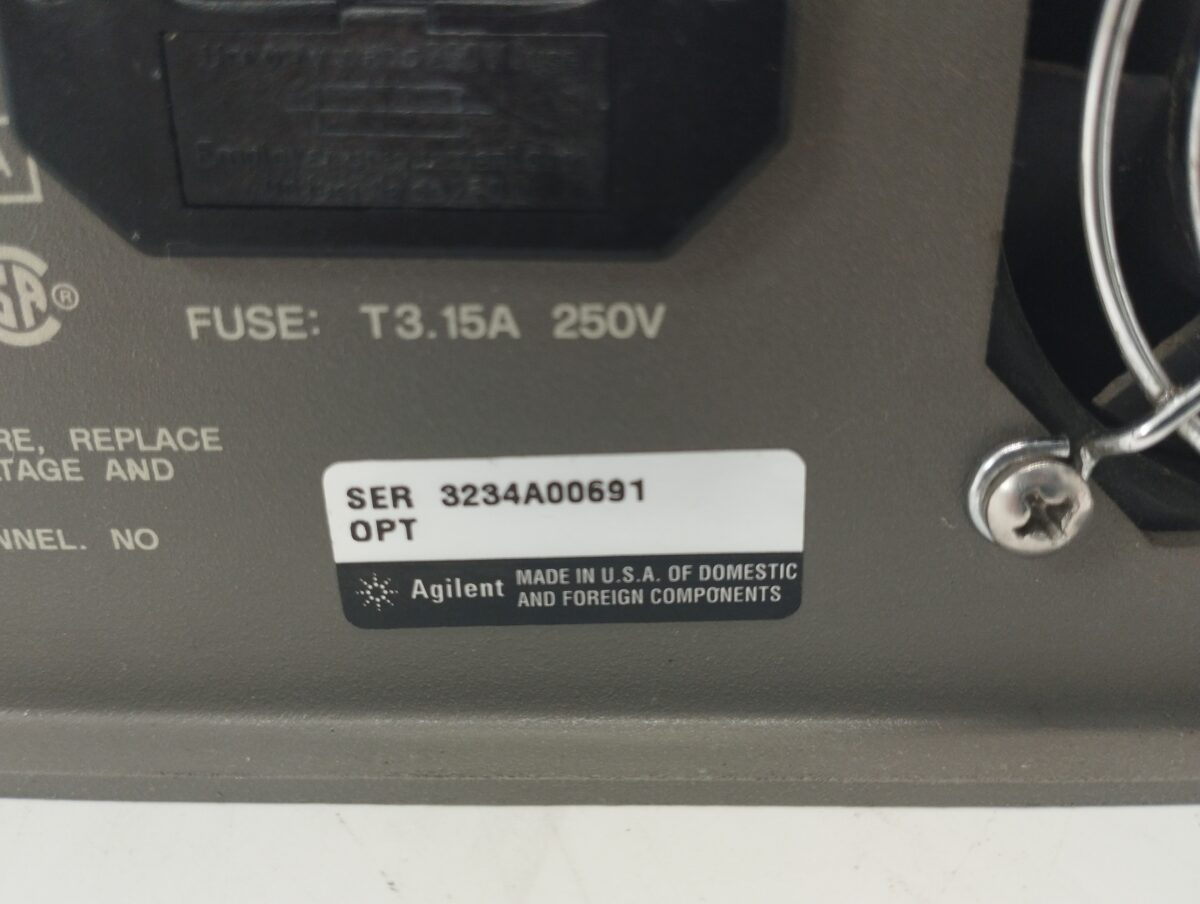 A
SA ®
FUSE: T3.15A 250V
RE, REPLACE
TAGE AND
NNEL. NO
SER 3234A00691
OPT
Agilent MADE IN U.S.A. OF DOMESTIC
AND FOREIGN COMPONENTS